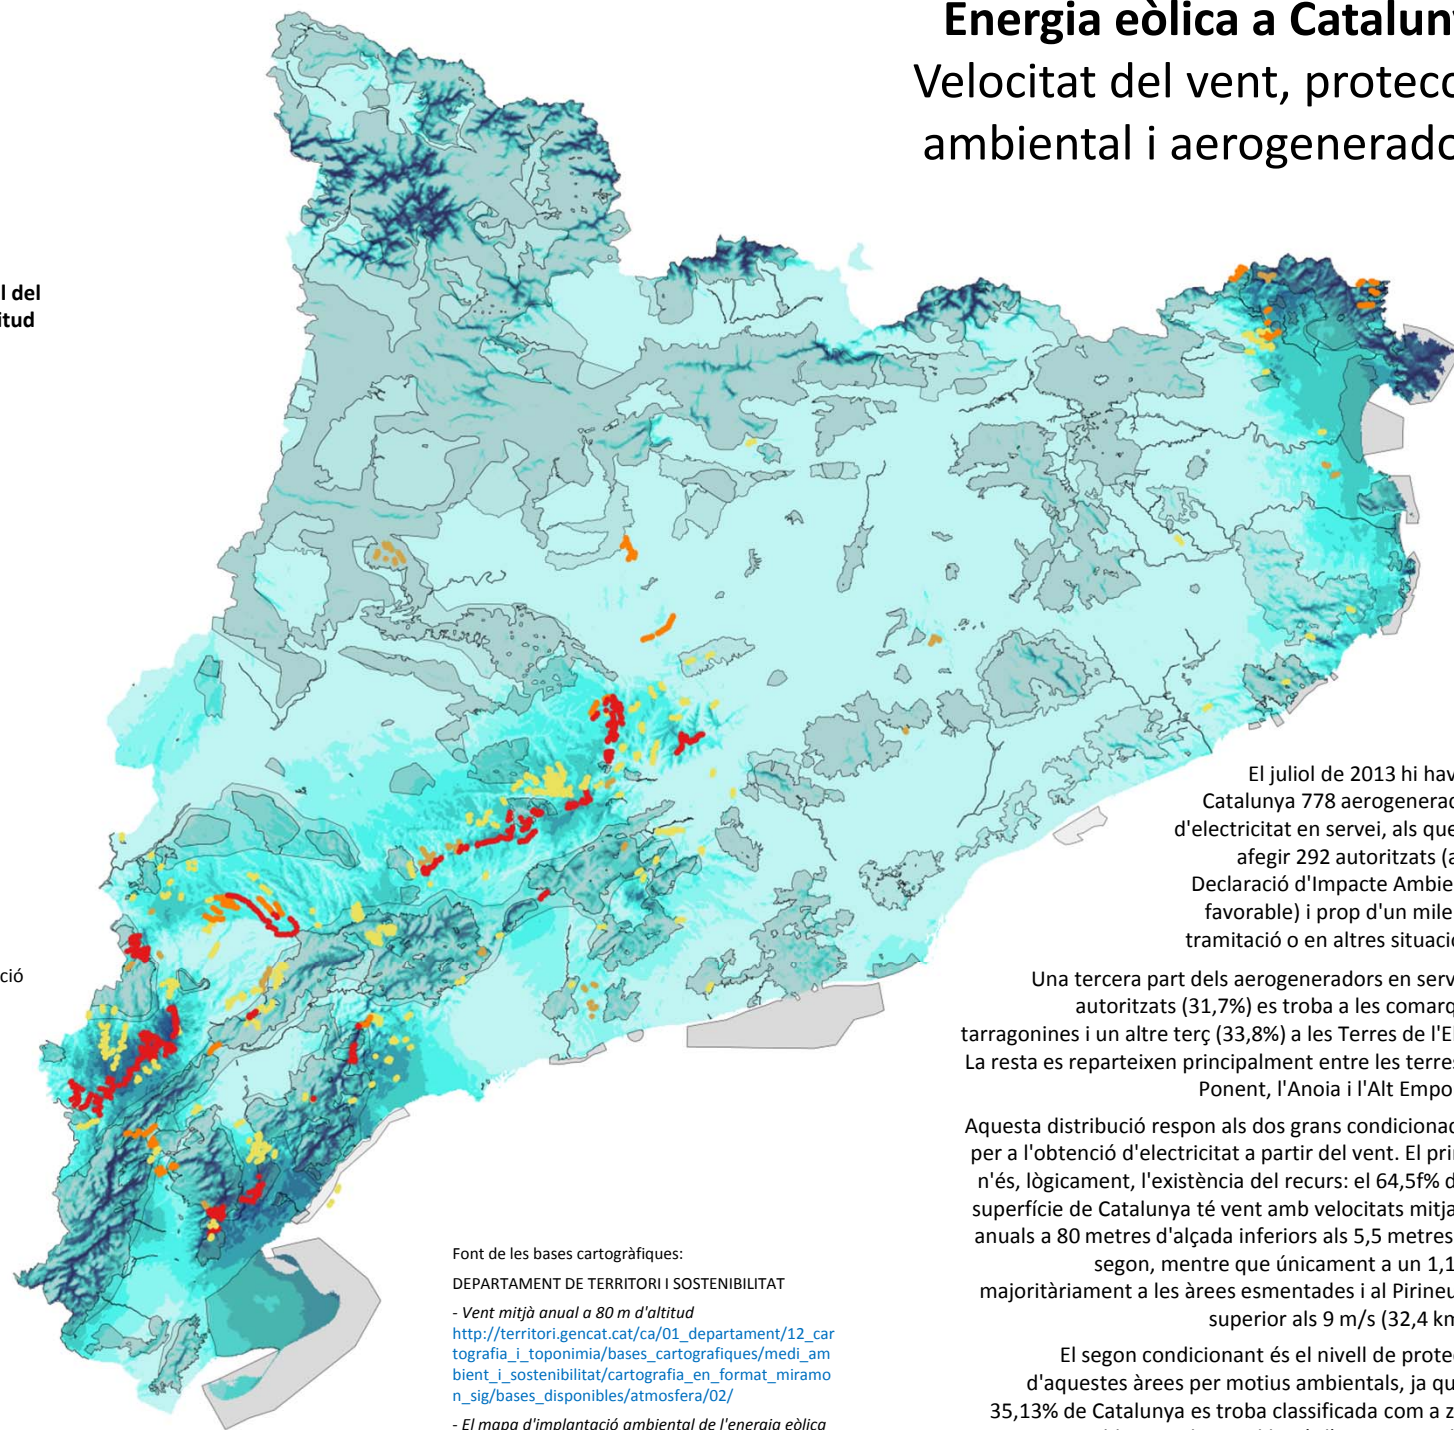 Energia eòlica a Catalun
Velocitat del vent, protecc
ambiental i aerogenerado
l del
itud
ció
El juliol de 2013 hi hav
Catalunya 778 aerogenerad
d'electricitat en servei, als que
afegir 292 autoritzats (a
Declaració d'Impacte Ambie
favorable) i prop d'un mile
tramitació o en altres situaci
Una tercera part dels aerogeneradors en serv
autoritzats (31,7%) es troba a les comarq
tarragonines i un altre terç (33,8%) a les Terres de l'E
La resta es reparteixen principalment entre les terres
Ponent, l'Anoia i l'Alt Empo
Aquesta distribució respon als dos grans condicionad
per a l'obtenció d'electricitat a partir del vent. El pri
n'és, lògicament, l'existència del recurs: el 64,5f% d
superfície de Catalunya té vent amb velocitats mitja
anuals a 80 metres d'alçada inferiors als 5,5 metres
segon, mentre que únicament a un 1,1
majoritàriament a les àrees esmentades i al Pirineu
superior als 9 m/s (32,4 km
El segon condicionant és el nivell de protec
d'aquestes àrees per motius ambientals, ja qu
35,13% de Catalunya es troba classificada com a z
Font de les bases cartogràfiques:
DEPARTAMENT DE TERRITORI I SOSTENIBILITAT
- Vent mitjà anual a 80 m d'altitud
http://territori.gencat.cat/ca/01_departament/12_car
tografia_i_toponimia/bases_cartografiques/medi_am
bient_i_sostenibilitat/cartografia_en_format_miramo
n_sig/bases_disponibles/atmosfera/02/
- El mapa d'implantació ambiental de l'energia eòlica